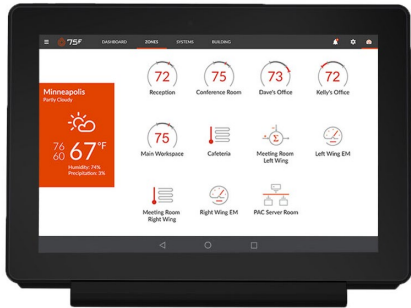 75F
DASHBOARD
ZONES
SYSTEMS
BUILDING
Minneapolis
Partly Cloudy
76
60
67°F
Humidity: 74%
Precipitation: 3%
72
Reception
75
Conference Room
73
Dave's Office
72
Kelly's Office
75
Main Workspace
Cafeteria
Σ
Meeting Room
Left Wing
Left Wing EM
Meeting Room
Right Wing
Right Wing EM
PAC Server Room